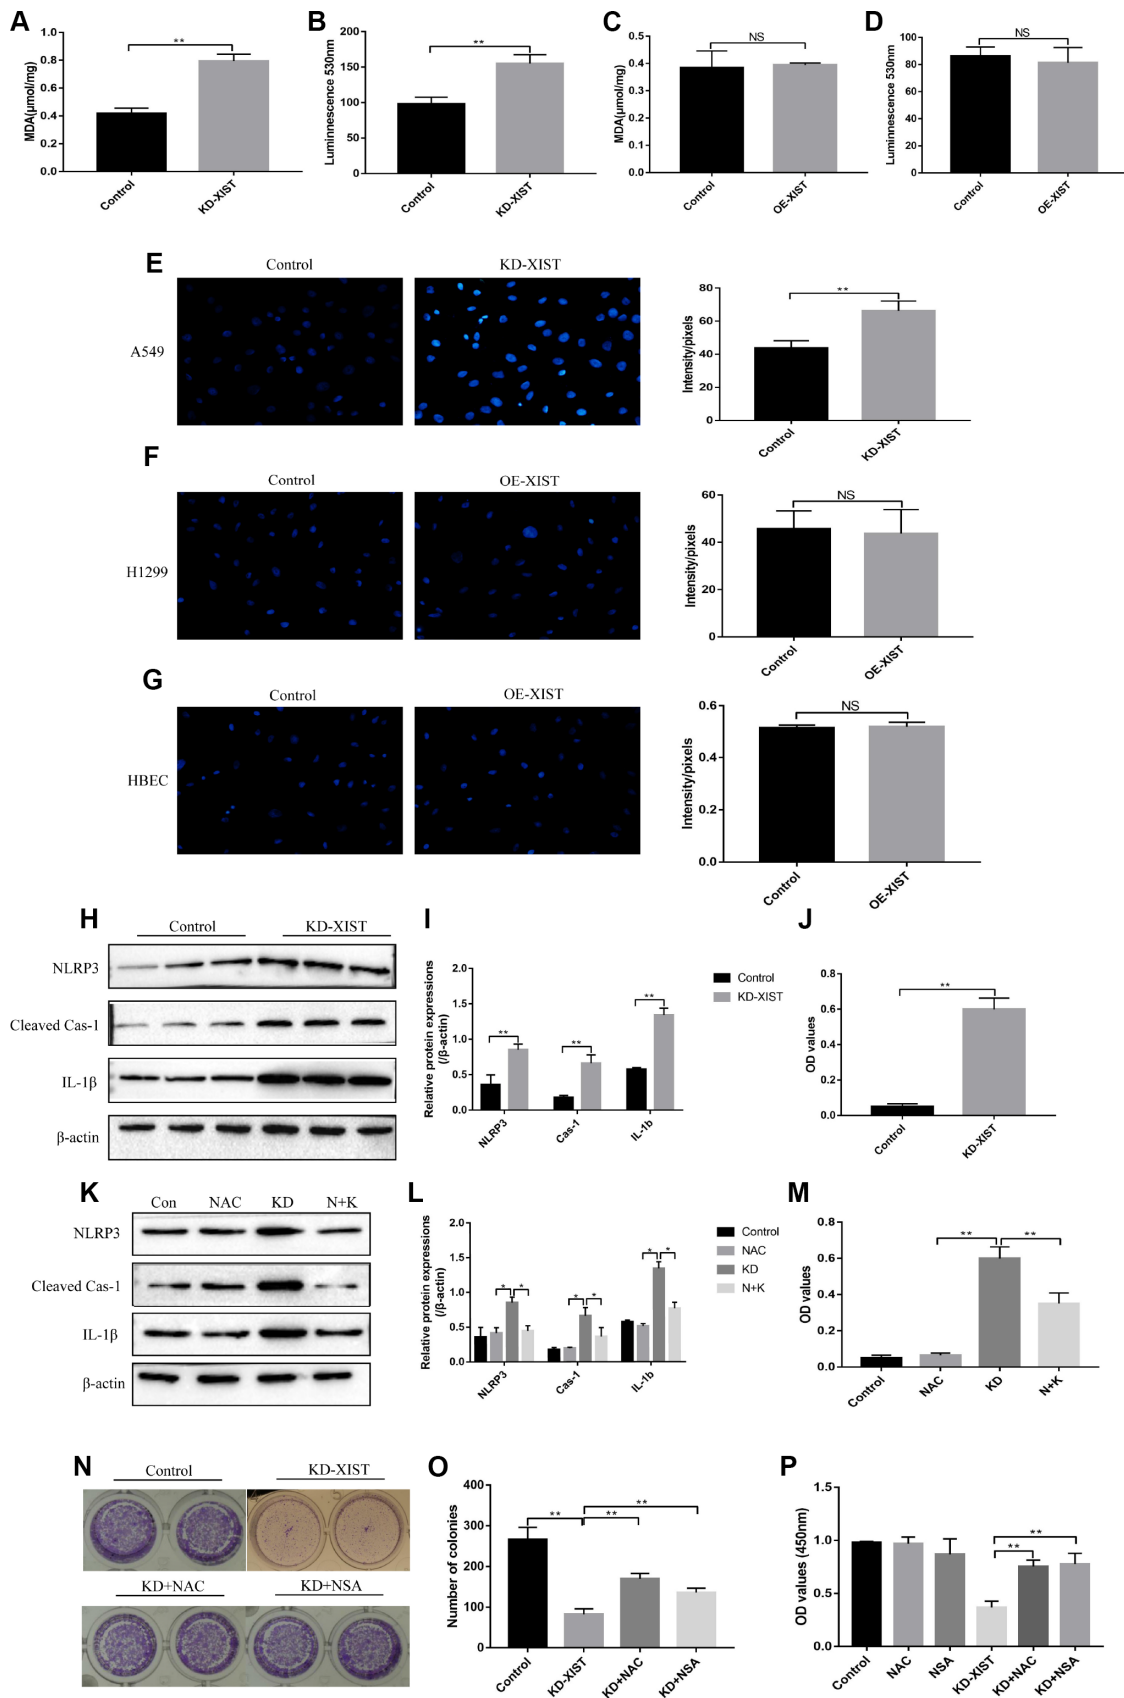 A
MDA(μmol/mg)
1.0
0.8
0.6
0.4
0.2
0.0
**
Control
KD-XIST
B
Luminnescence 530nm
200
150
100
50
0
**
Control
KD-XIST
C
MDA(μmol/mg)
0.5
0.4
0.3
0.2
0.1
0.0
NS
Control
OE-XIST
D
Luminnescence 530nm
100
80
60
40
20
0
NS
Control
OE-XIST
E
Control
KD-XIST
A549
Intensity/pixels
80
60
40
20
0
**
Control
KD-XIST
F
Control
OE-XIST
H1299
Intensity/pixels
60
40
20
0
NS
Control
OE-XIST
G
Control
OE-XIST
HBEC
Intensity/pixels
0.6
0.4
0.2
0.0
NS
Control
OE-XIST
H
Control
KD-XIST
NLRP3
Cleaved Cas-1
IL-1β
β-actin
I
Relative protein expressions
(/β-actin)
2.0
1.5
1.0
0.5
0.0
**
**
**
NLRP3
Cas-1
IL-1b
Control
KD-XIST
J
OD values
0.8
0.6
0.4
0.2
0.0
**
Control
KD-XIST
K
Con NAC KD N+K
NLRP3
Cleaved Cas-1
IL-1β
β-actin
L
Relative protein expressions
(/β-actin)
2.0
1.5
1.0
0.5
0.0
* *
* *
* *
NLRP3
Cas-1
IL-1b
Control
NAC
KD
N+K
M
OD values
0.8
0.6
0.4
0.2
0.0
** **
Control
NAC
KD
N+K
N
Control
KD-XIST
KD+NAC
KD+NSA
O
Number of colonies
400
300
200
100
0
**
**
**
Control
KD-XIST
KD+NAC
KD+NSA
P
OD values (450nm)
1.5
1.0
0.5
0.0
**
**
Control
NAC
NSA
KD-XIST
KD+NAC
KD+NSA